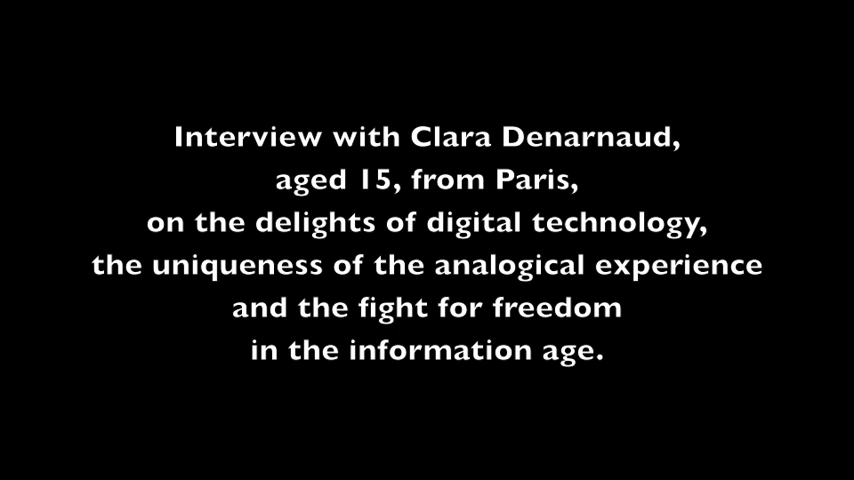 Interview with Clara Denarnaud,
aged 15, from Paris,
on the delights of digital technology,
the uniqueness of the analogical experience
and the fight for freedom
in the information age.